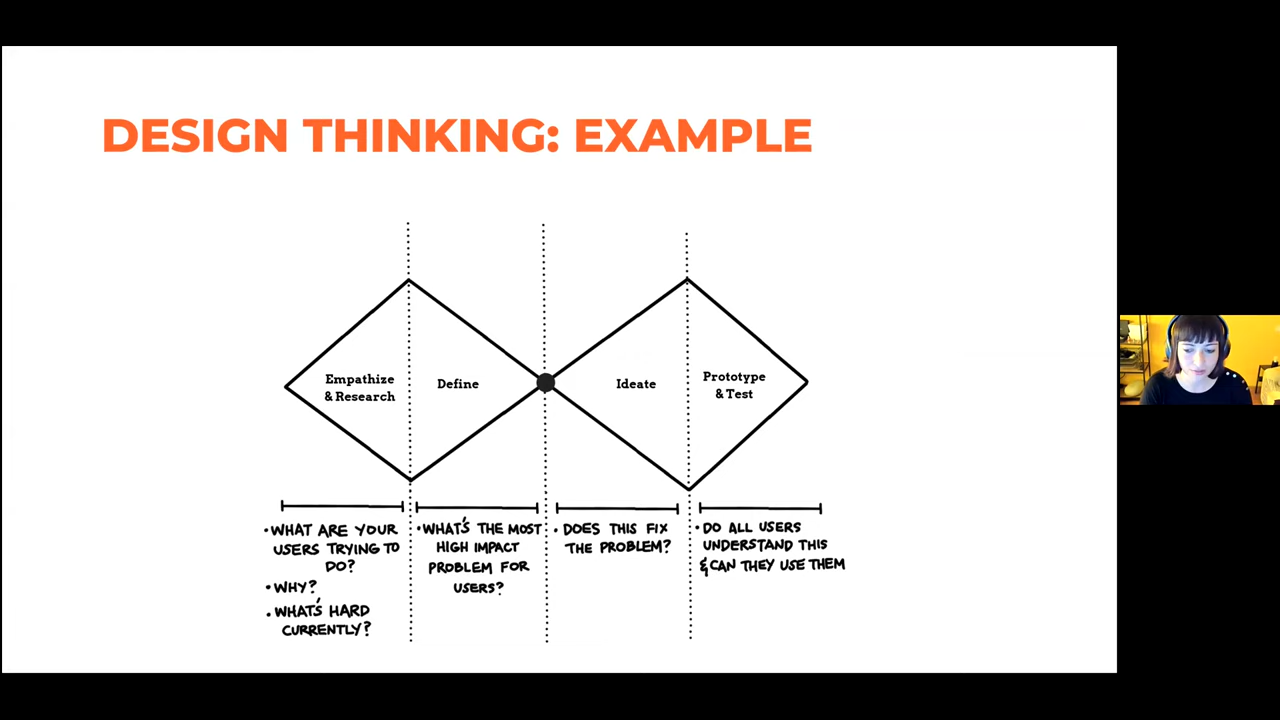 DESIGN THINKING: EXAMPLE
Empathize
& Research
Define
Ideate
Prototype
& Test
•WHAT ARE YOUR
USERS TRYING TO
DO?
•WHY?
•WHAT'S HARD
CURRENTLY?
•WHAT'S THE MOST
HIGH IMPACT
PROBLEM FOR
USERS?
•DOES THIS FIX
THE PROBLEM?
•DO ALL USERS
UNDERSTAND THIS
& CAN THEY USE THEM